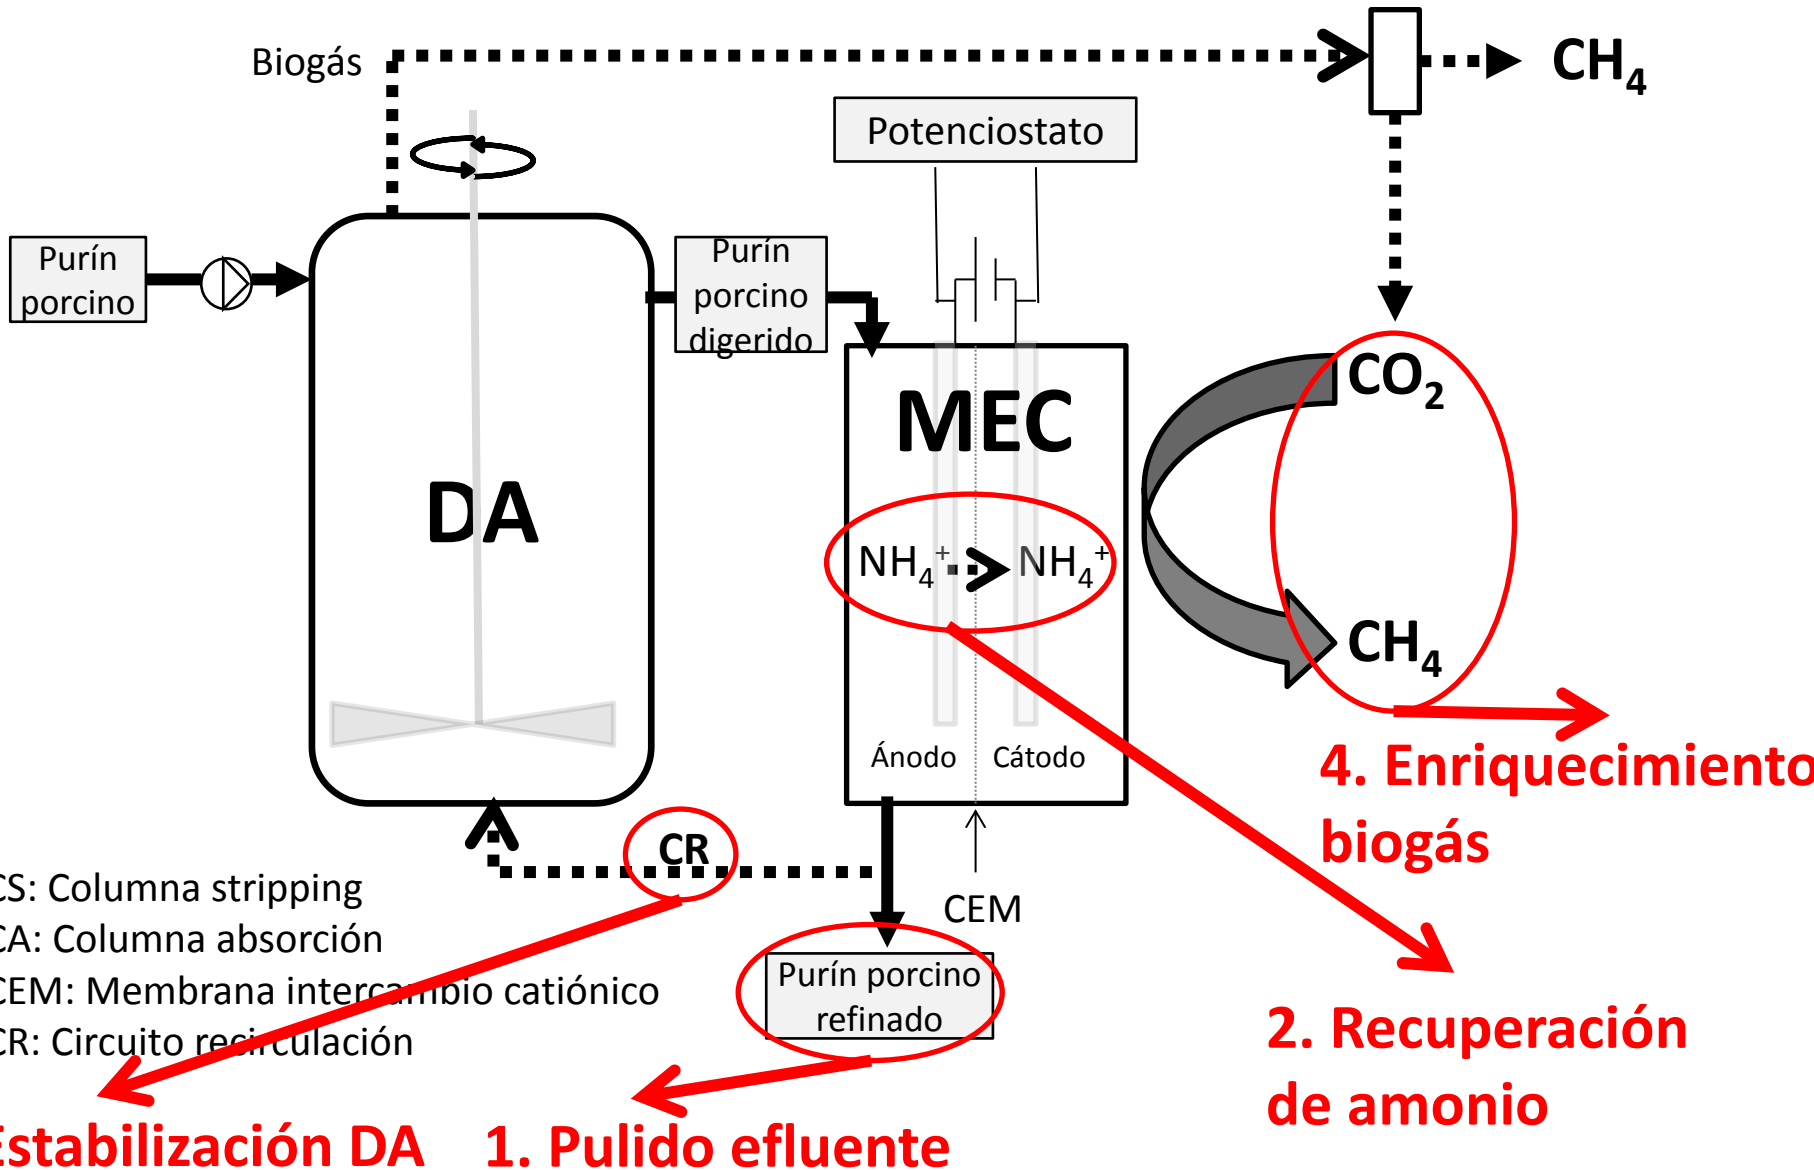 Biogás
CH4
Potenciostato
Purín
porcino
Purín
porcino
digerido
CO2
MEC
DA
NH4+
NH4+
CH4
Ánodo
Cátodo
4. Enriquecimiento
biogás
CR
CS: Columna stripping
CEM
CA: Columna absorción
Purín porcino
refinado
CEM: Membrana intercambio catiónico
CR: Circuito recirculación
2. Recuperación
de amonio
Estabilización DA
1. Pulido efluente